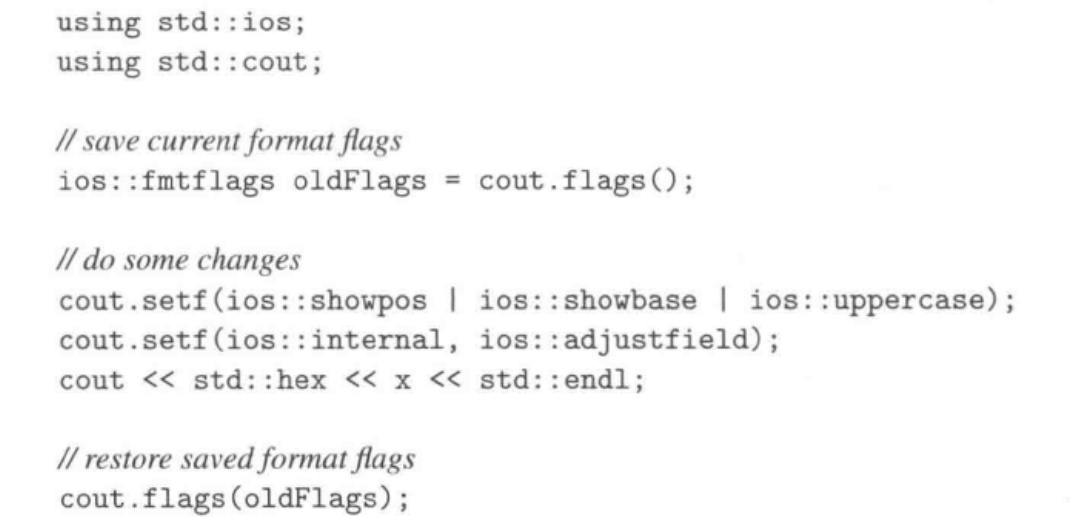 using std::ios;
using std::cout;
// save current format flags
ios::fmtflags oldFlags = cout.flags();
// do some changes
cout.setf(ios::showpos | ios::showbase | ios::uppercase);
cout.setf(ios::internal, ios::adjustfield);
cout << std::hex << x << std::endl;
// restore saved format flags
cout.flags(oldFlags);